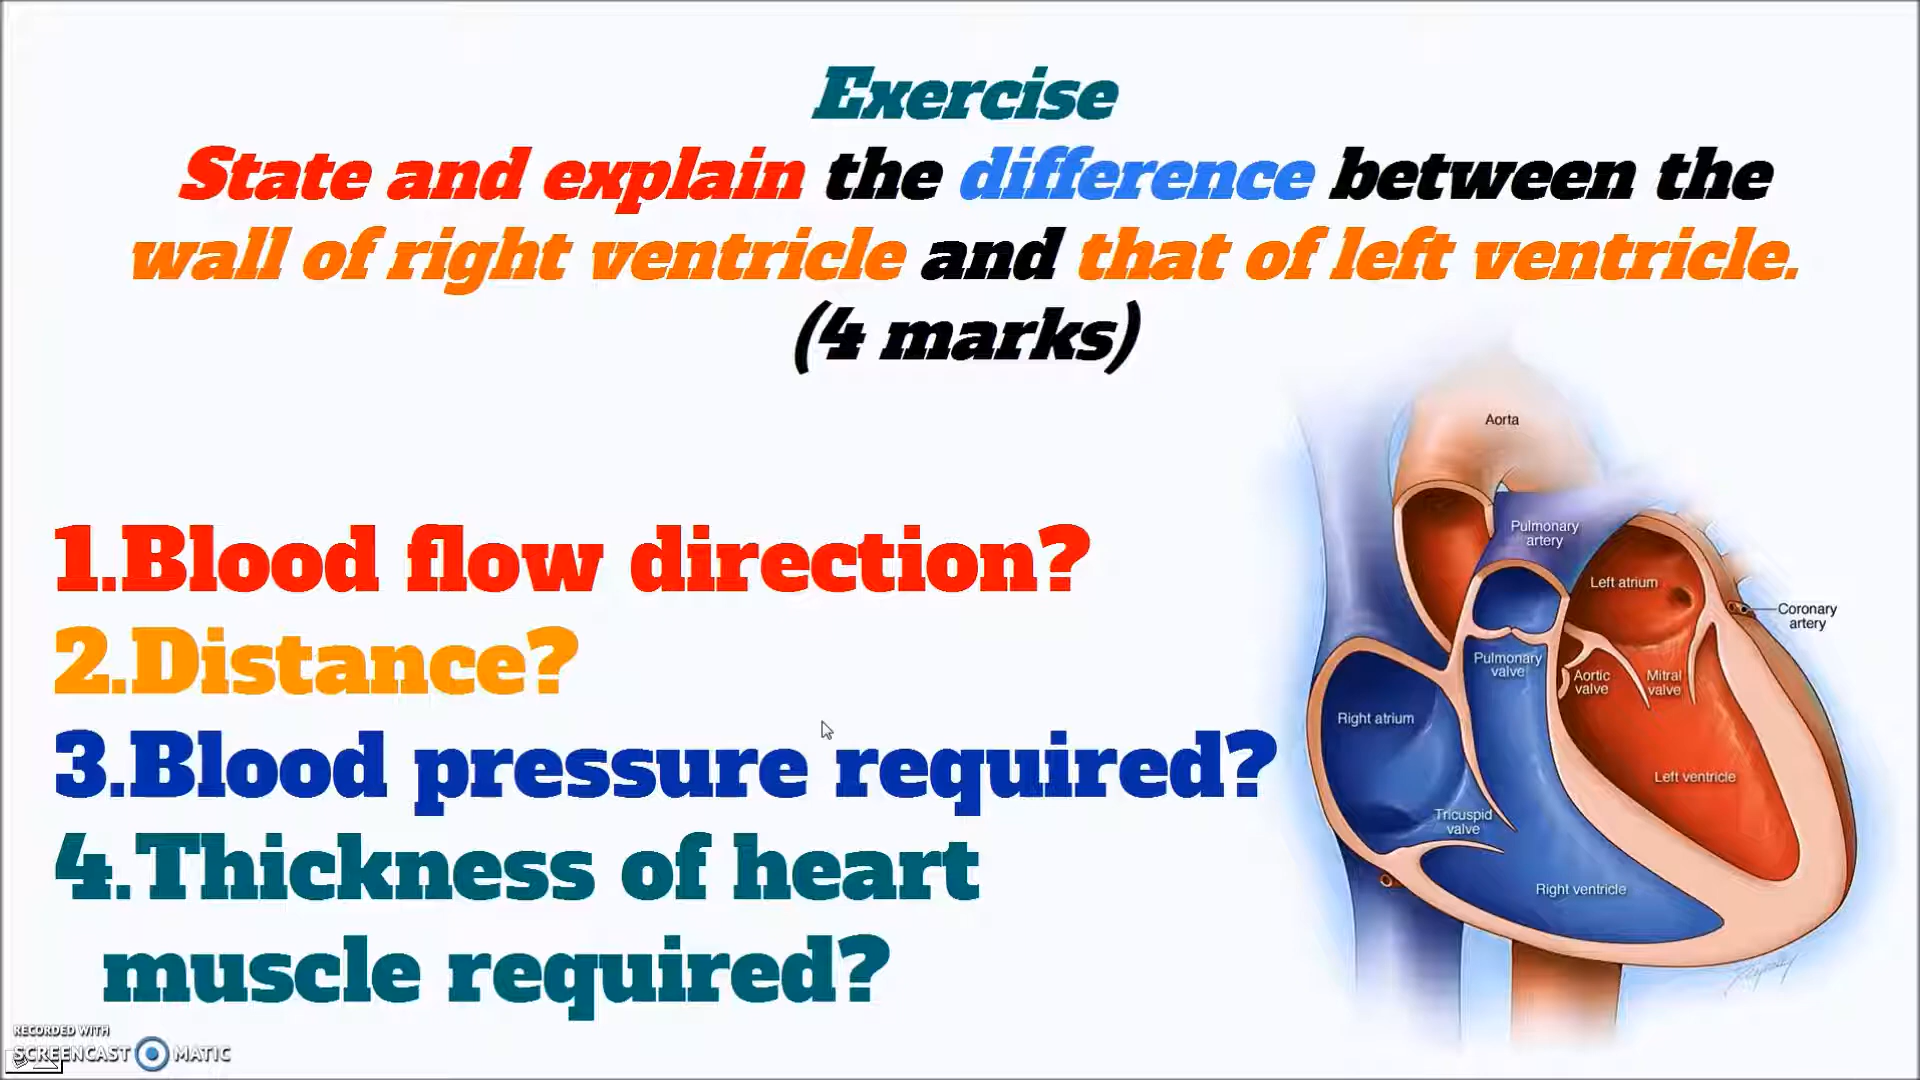 Exercise
State and explain the difference between the
wall of right ventricle and that of left ventricle.
(4 marks)
1.Blood flow direction?
2.Distance?
3.Blood pressure required?
4.Thickness of heart
muscle required?
Aorta
Pulmonary
artery
Left atrium
Coronary
artery
Pulmonary
valve
Aortic
valve
Mitral
valve
Right atrium
Left ventricle
Tricuspid
valve
Right ventricle
RECORDED WITH
SCREENCAST MATIC